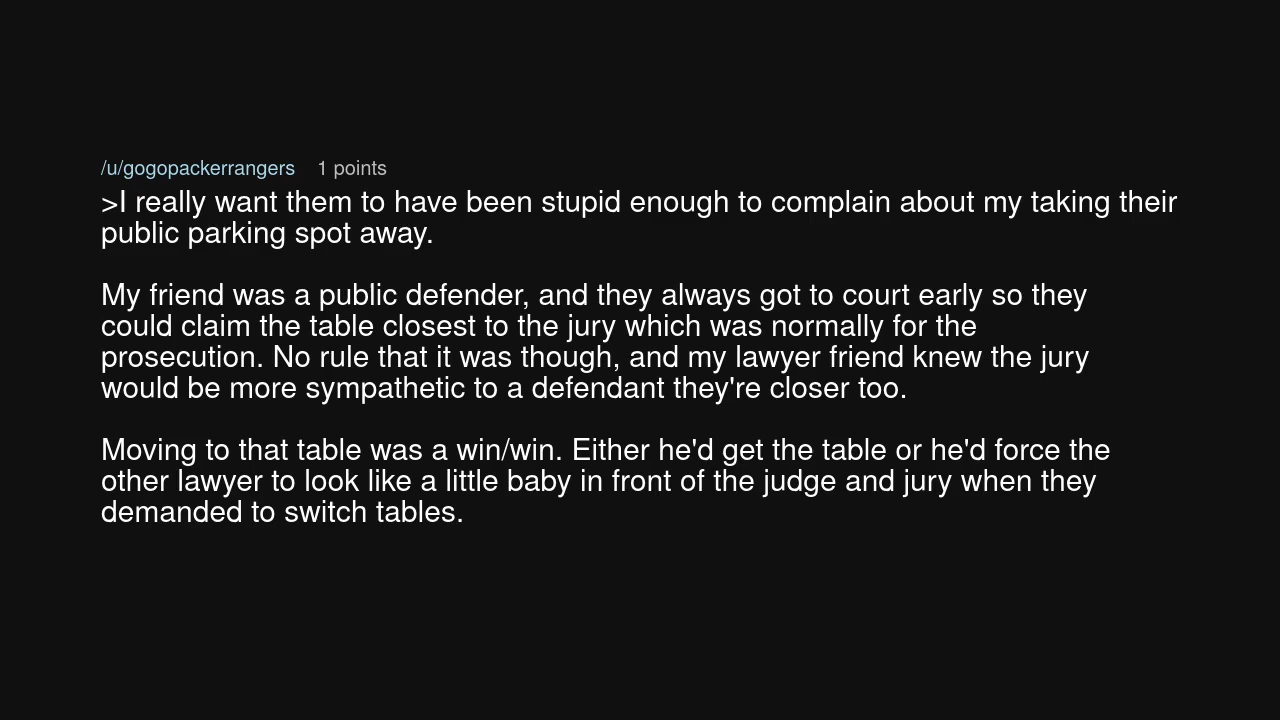 /u/gogopackerrangers 1 points
>I really want them to have been stupid enough to complain about my taking their
public parking spot away.
My friend was a public defender, and they always got to court early so they
could claim the table closest to the jury which was normally for the
prosecution. No rule that it was though, and my lawyer friend knew the jury
would be more sympathetic to a defendant they're closer too.
Moving to that table was a win/win. Either he'd get the table or he'd force the
other lawyer to look like a little baby in front of the judge and jury when they
demanded to switch tables.